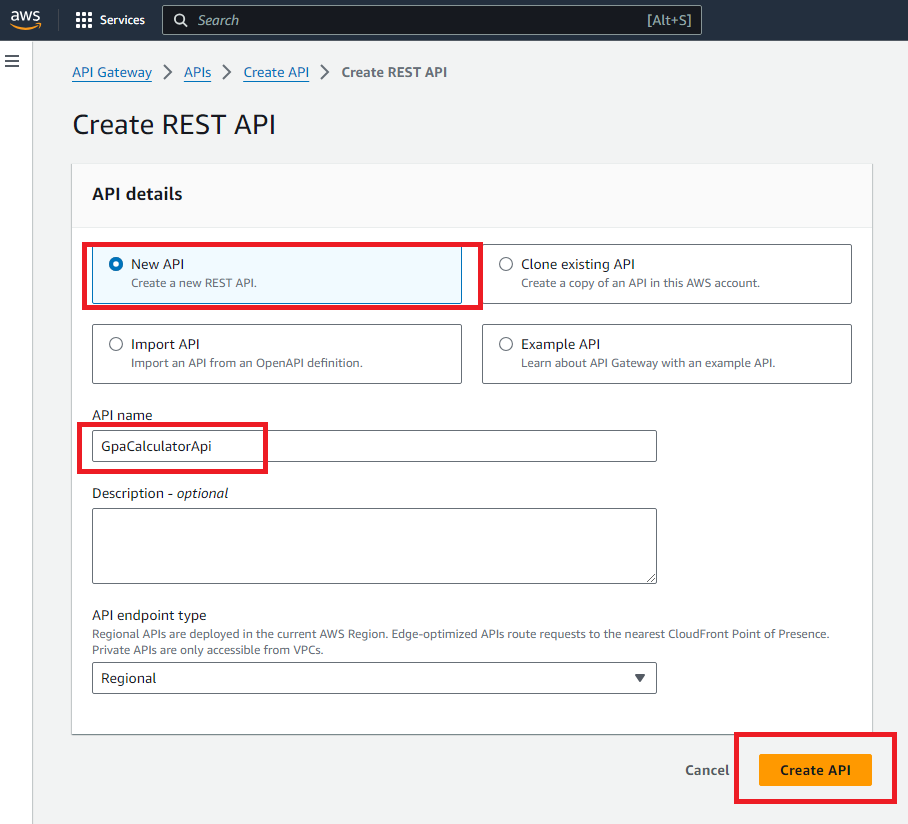 aws
Services
Search
[Alt+S]
API Gateway
APIs
Create API
Create REST API
Create REST API
API details
New API
Create a new REST API.
Clone existing API
Create a copy of an API in this AWS account.
Import API
Import an API from an OpenAPI definition.
Example API
Learn about API Gateway with an example API.
API name
GpaCalculatorApi
Description - optional
API endpoint type
Regional APIs are deployed in the current AWS Region. Edge-optimized APIs route requests to the nearest CloudFront Point of Presence.
Private APIs are only accessible from VPCs.
Regional
Cancel
Create API